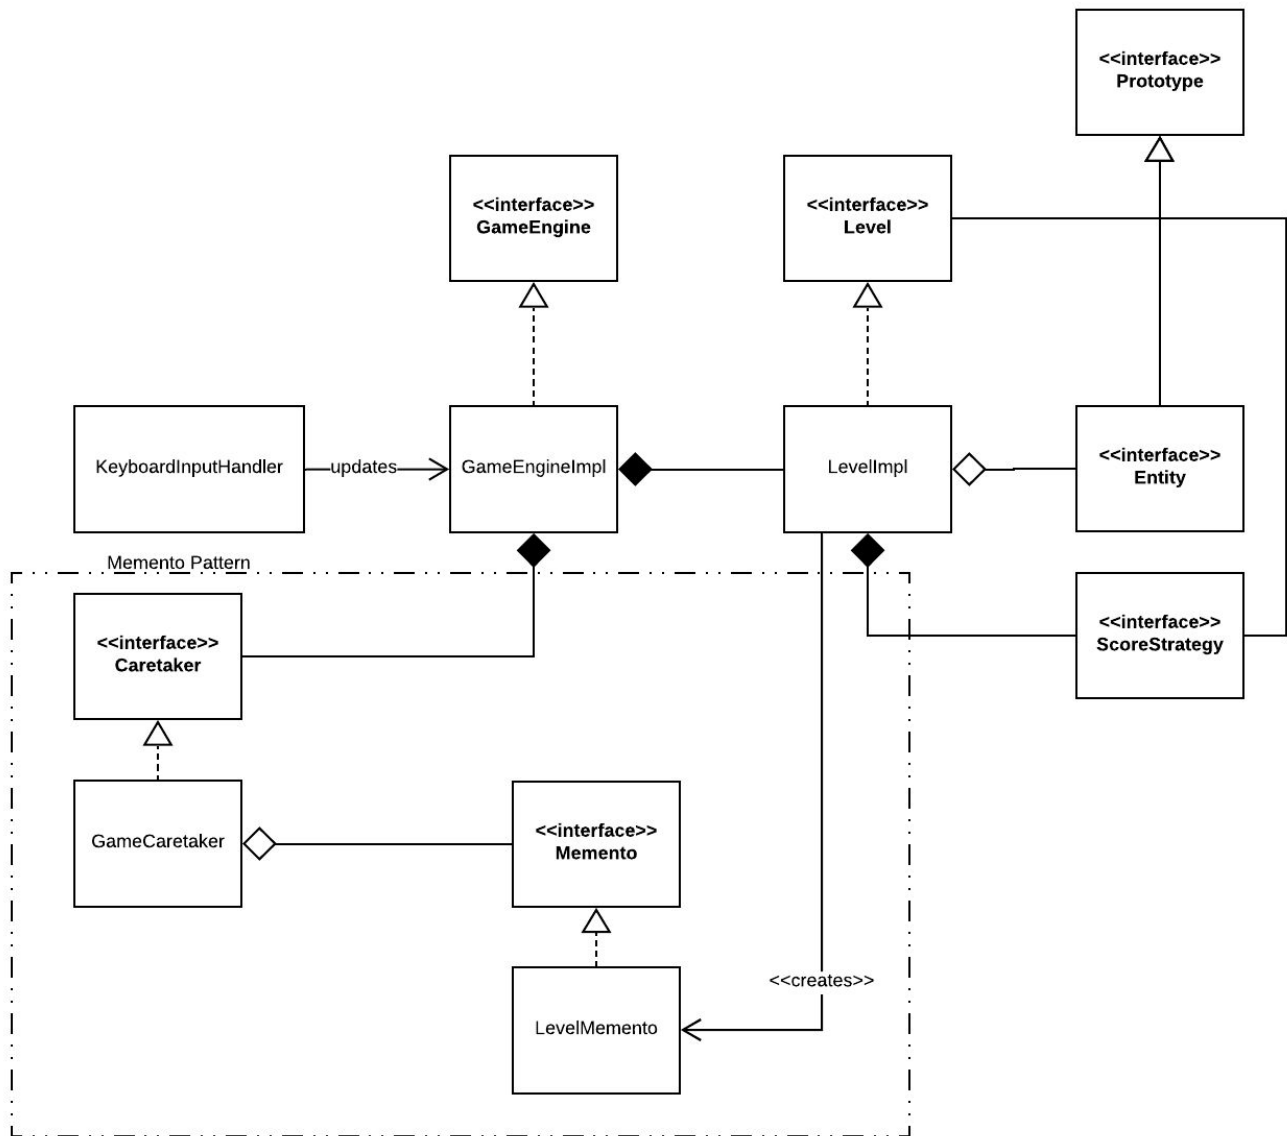 <<interface>>
Prototype
<<interface>>
GameEngine
<<interface>>
Level
KeyboardInputHandler
updates
GameEngineImpl
LevelImpl
<<interface>>
Entity
Memento Pattern
<<interface>>
Caretaker
<<interface>>
ScoreStrategy
GameCaretaker
<<interface>>
Memento
<<creates>>
LevelMemento